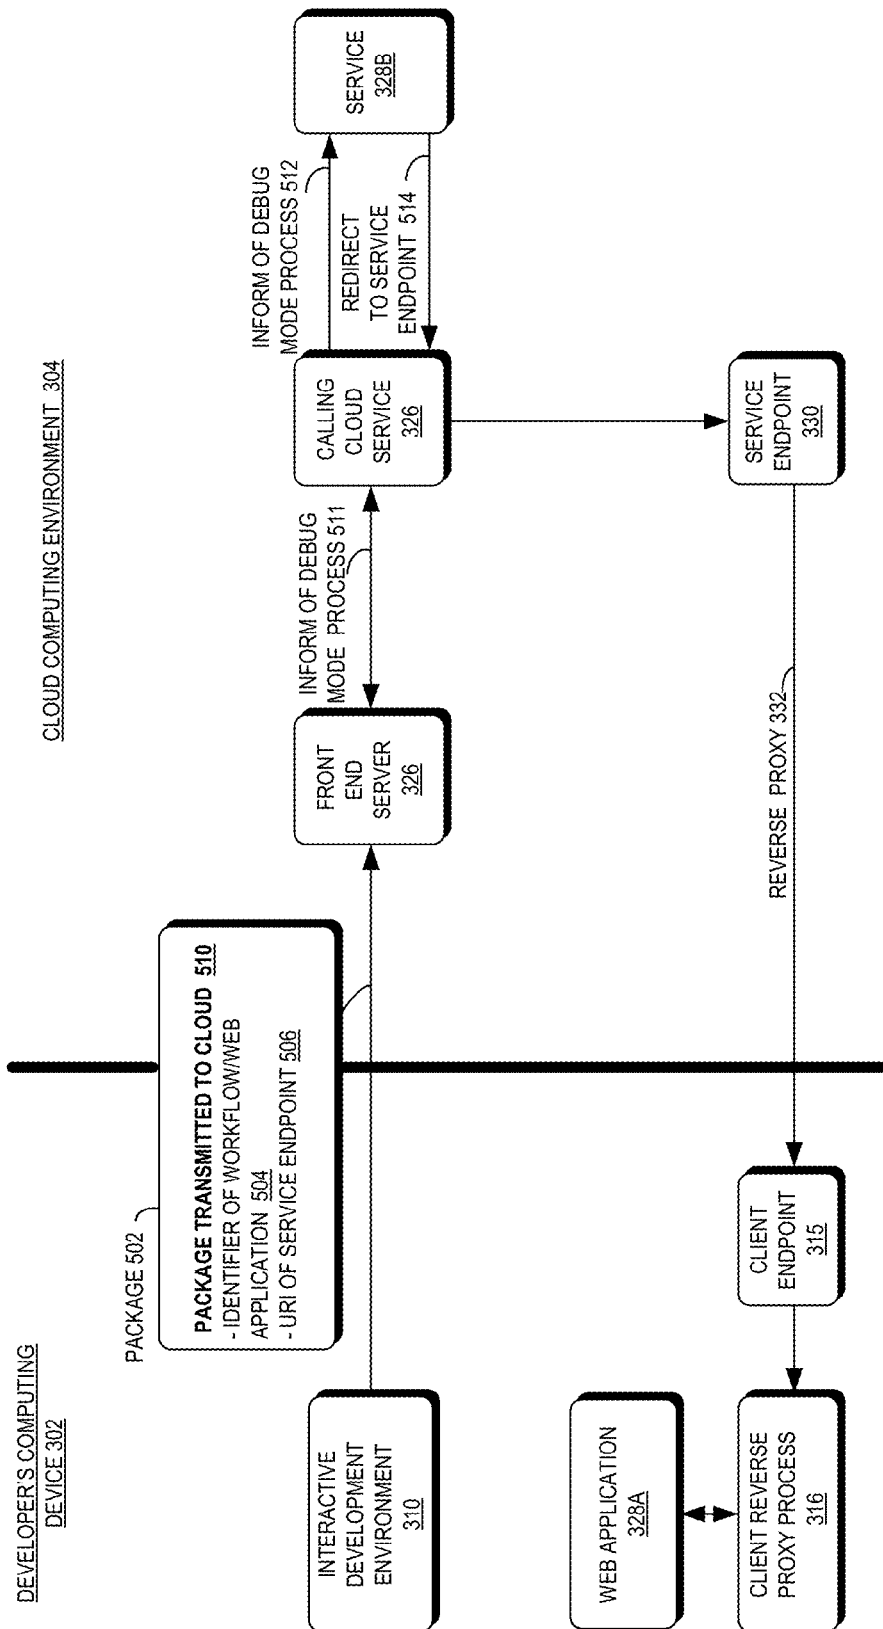 DEVELOPER'S COMPUTING
DEVICE 302
CLOUD COMPUTING ENVIRONMENT 304
PACKAGE 502
PACKAGE TRANSMITTED TO CLOUD 510
- IDENTIFIER OF WORKFLOW/WEB
APPLICATION 504
- URI OF SERVICE ENDPOINT 506
INTERACTIVE
DEVELOPMENT
ENVIRONMENT
310
FRONT
END
SERVER
326
INFORM OF DEBUG
MODE PROCESS 511
CALLING
CLOUD
SERVICE
326
INFORM OF DEBUG
MODE PROCESS 512
REDIRECT
TO SERVICE
ENDPOINT 514
SERVICE
328B
WEB APPLICATION
328A
CLIENT REVERSE
PROXY PROCESS
316
CLIENT
ENDPOINT
315
REVERSE PROXY 332
SERVICE
ENDPOINT
330